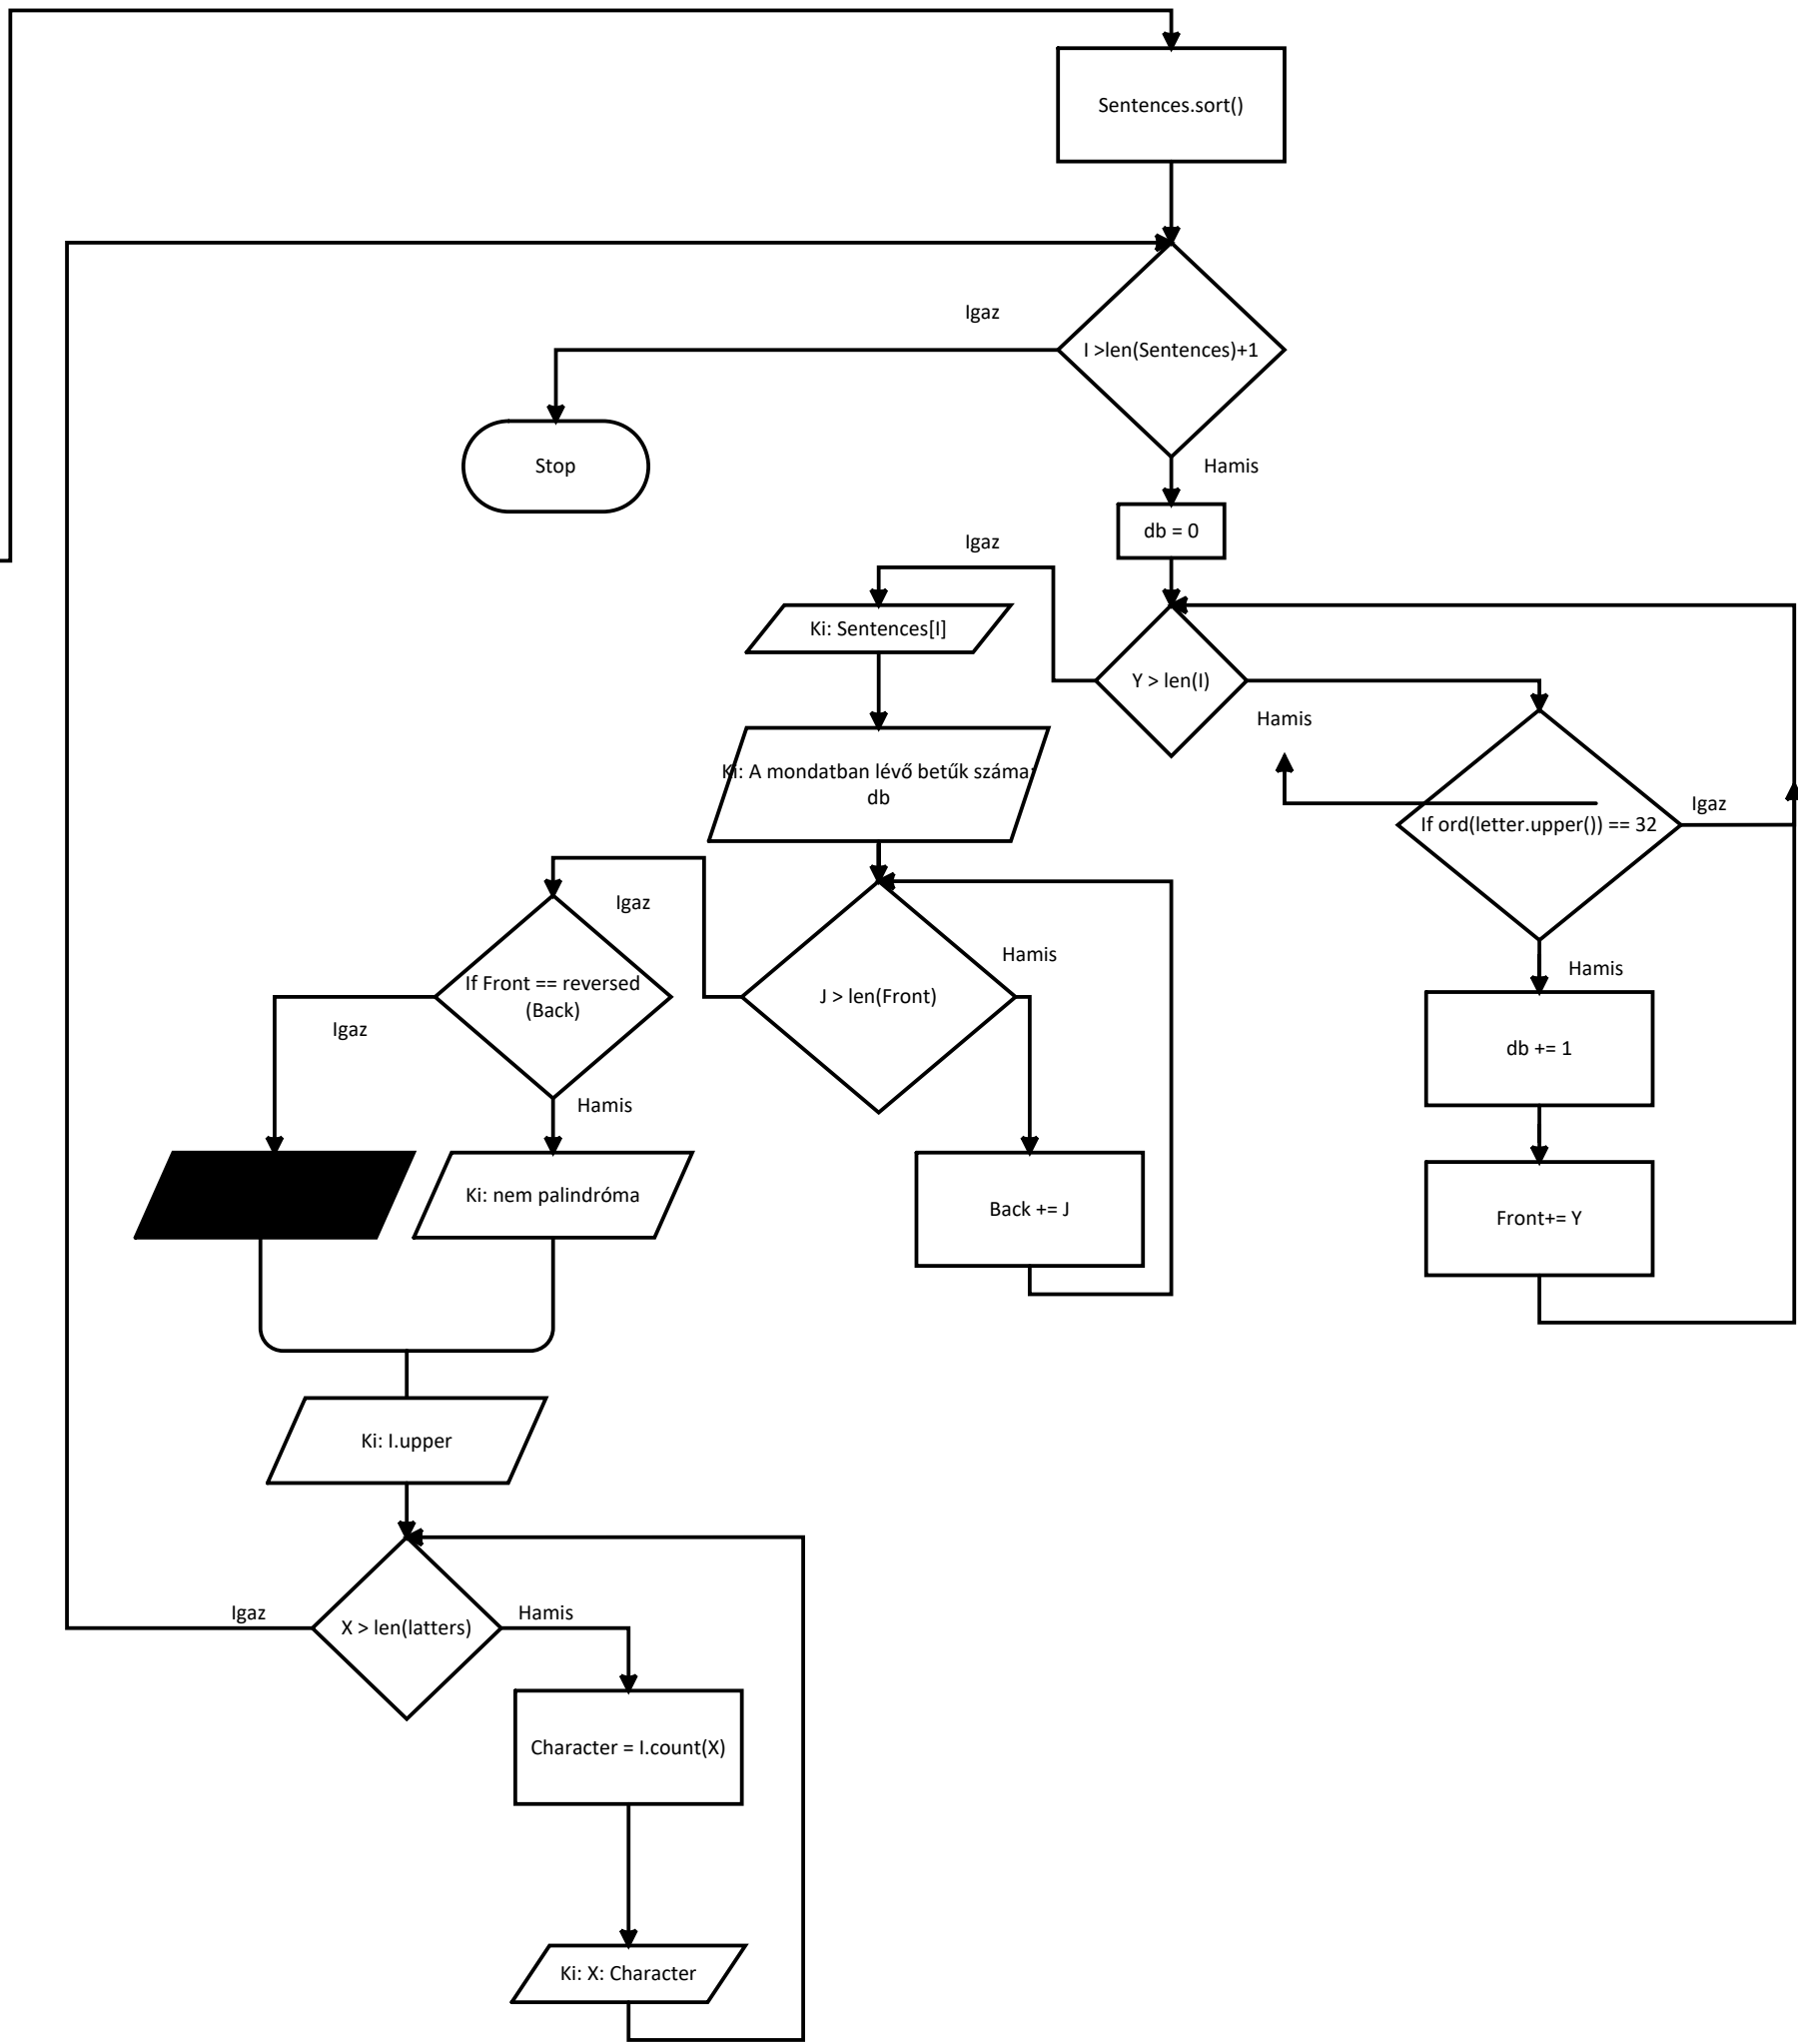 Sentences.sort()
Igaz
I >len(Sentences)+1
Stop
Hamis
db = 0
Igaz
Ki: Sentences[I]
Y > len(I)
Hamis
Ki: A mondatban lévő betűk száma:
db
Igaz
If ord(letter.upper()) == 32
Igaz
Hamis
Hamis
If Front == reversed
(Back)
J > len(Front)
Igaz
db += 1
Hamis
Ki: nem palindróma
Back += J
Front+= Y
Ki: I.upper
Igaz
Hamis
X > len(latters)
Character = I.count(X)
Ki: X: Character